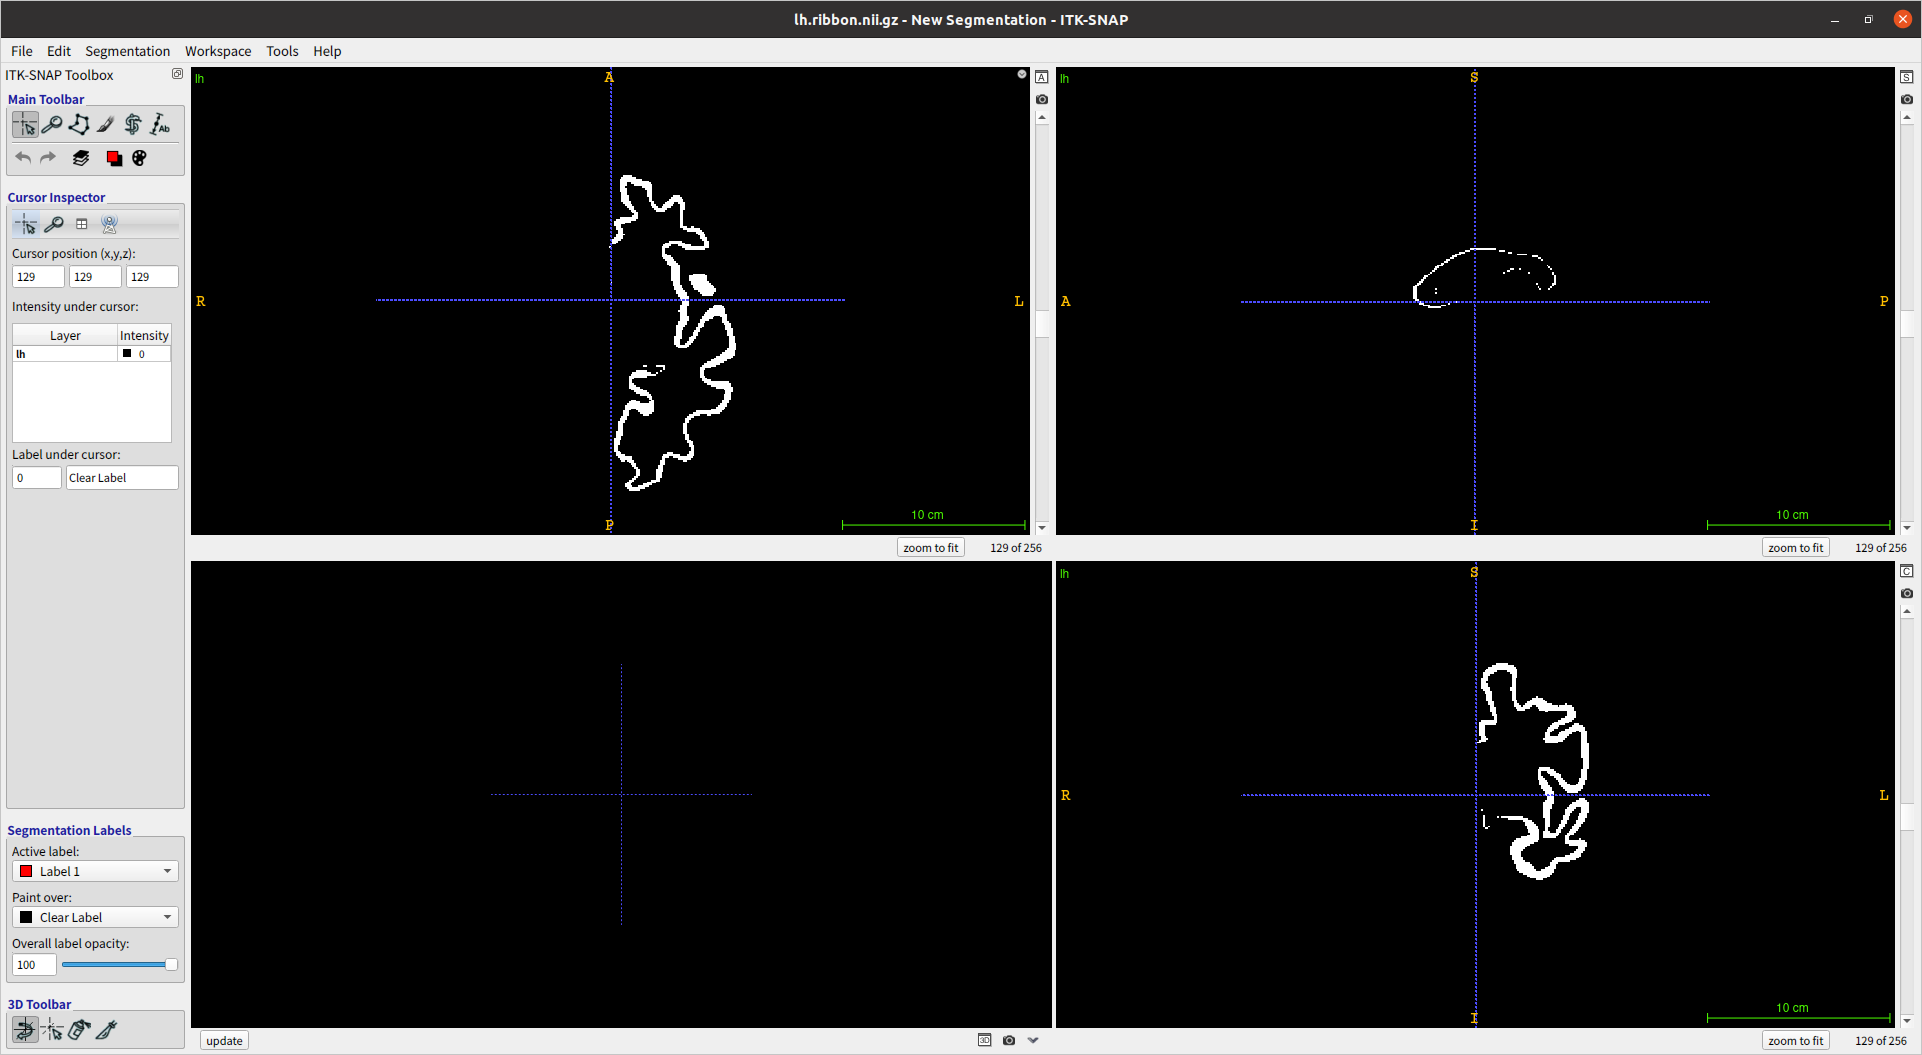 lh.ribbon.nii.gz - New Segmentation - ITK-SNAP
File Edit Segmentation Workspace Tools Help
ITK-SNAP Toolbox
Main Toolbar
Ab
Cursor Inspector
Cursor position (x,y,z):
129 129 129
Intensity under cursor:
Layer Intensity
lh 0
Label under cursor:
0 Clear Label
Segmentation Labels
Active label:
Label 1
Paint over:
Clear Label
Overall label opacity:
100
3D Toolbar
lh
A
A
R
L
P
10 cm
zoom to fit 129 of 256
lh
S
S
A
P
I
10 cm
zoom to fit 129 of 256
update
3D
lh
S
C
R
L
I
10 cm
zoom to fit 129 of 256